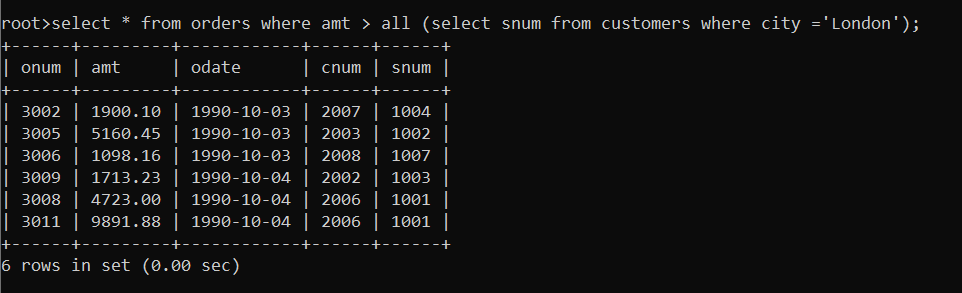 root>select * from orders where amt > all (select snum from customers where city ='London');
+------+---------+------------+------+------+
| onum | amt     | odate      | cnum | snum |
+------+---------+------------+------+------+
| 3002 | 1900.10 | 1990-10-03 | 2007 | 1004 |
| 3005 | 5160.45 | 1990-10-03 | 2003 | 1002 |
| 3006 | 1098.16 | 1990-10-03 | 2008 | 1007 |
| 3009 | 1713.23 | 1990-10-04 | 2002 | 1003 |
| 3008 | 4723.00 | 1990-10-04 | 2006 | 1001 |
| 3011 | 9891.88 | 1990-10-04 | 2006 | 1001 |
+------+---------+------------+------+------+
6 rows in set (0.00 sec)